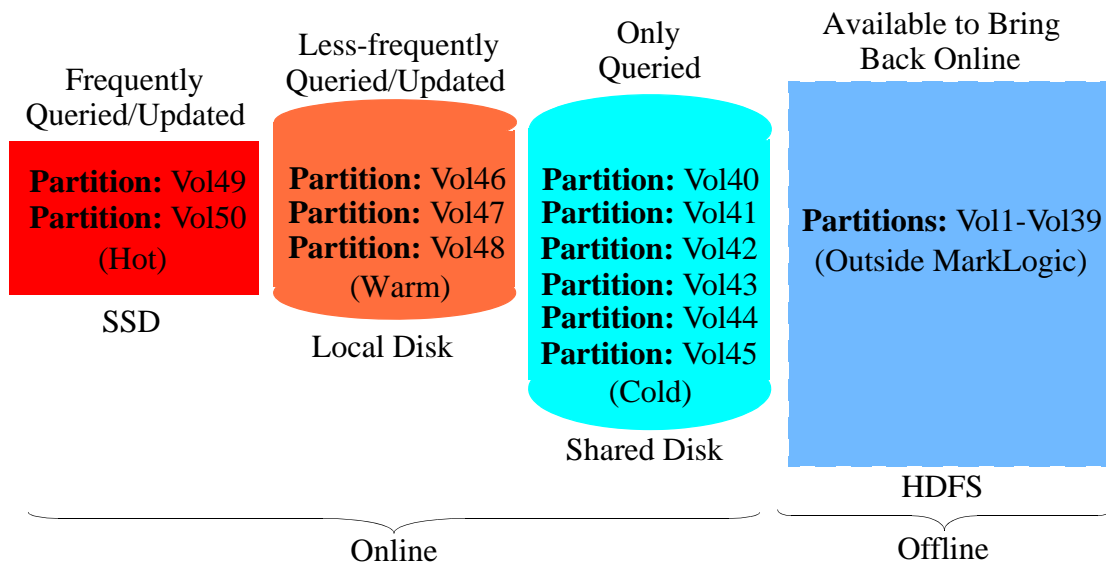 Frequently
Queried/Updated
Partition: Vol49
Partition: Vol50
(Hot)
SSD
Less-frequently
Queried/Updated
Partition: Vol46
Partition: Vol47
Partition: Vol48
(Warm)
Local Disk
Only
Queried
Partition: Vol40
Partition: Vol41
Partition: Vol42
Partition: Vol43
Partition: Vol44
Partition: Vol45
(Cold)
Shared Disk
Available to Bring
Back Online
Partitions: Vol1-Vol39
(Outside MarkLogic)
HDFS
Online
Offline